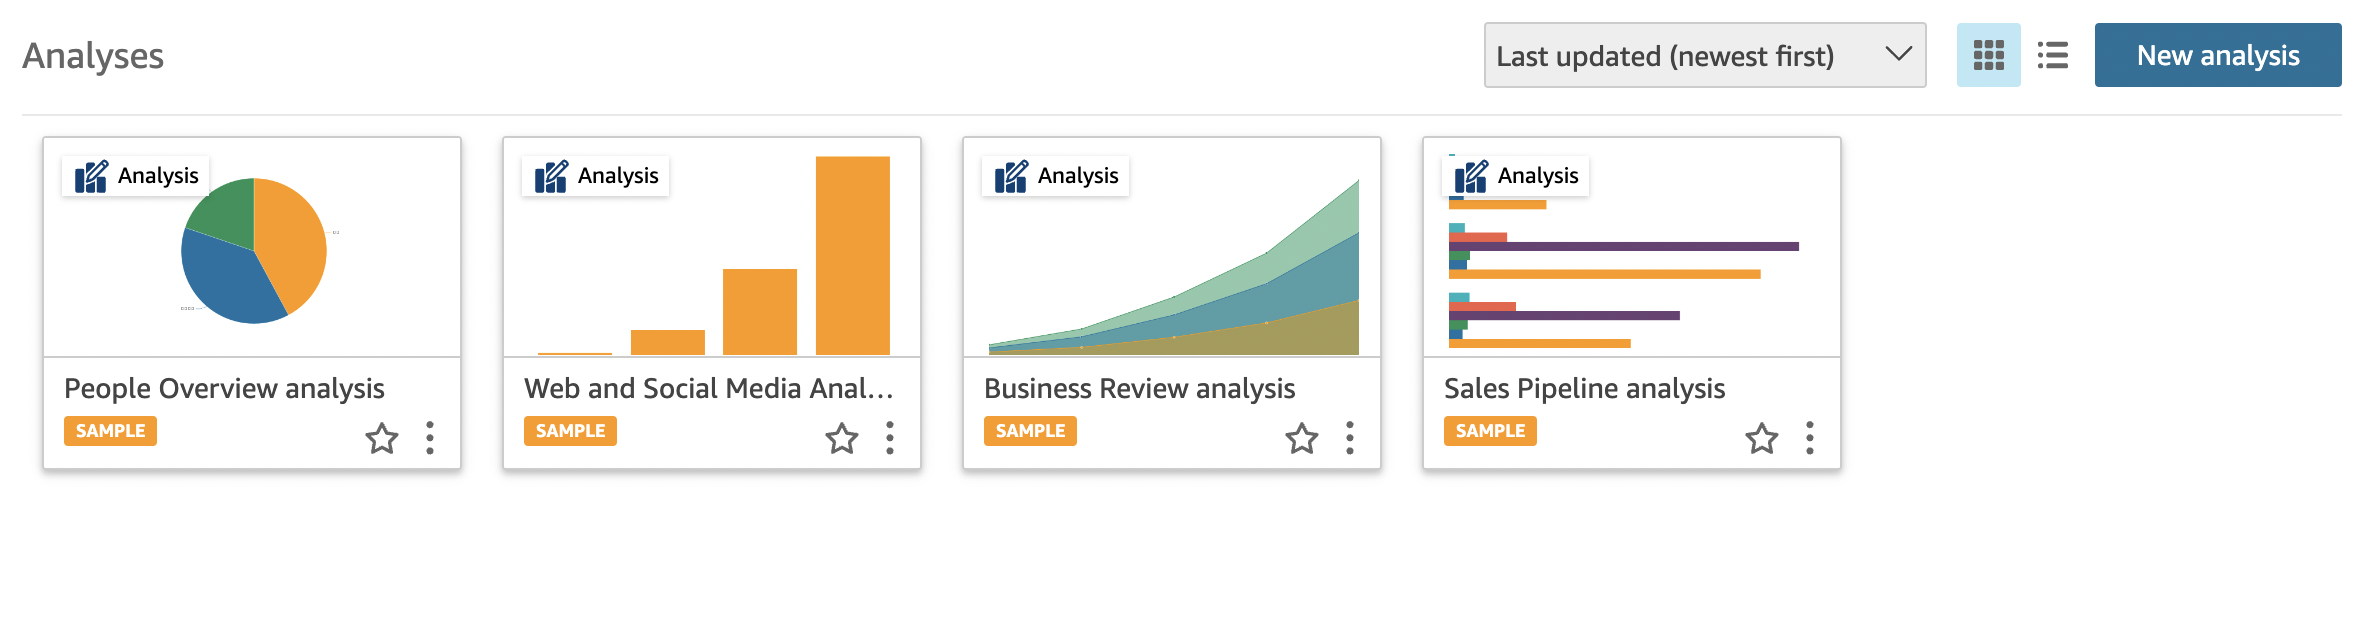 Analyses
Last updated (newest first)
New analysis
Analysis
People Overview analysis
SAMPLE
Analysis
Web and Social Media Anal...
SAMPLE
Analysis
Business Review analysis
SAMPLE
Analysis
Sales Pipeline analysis
SAMPLE